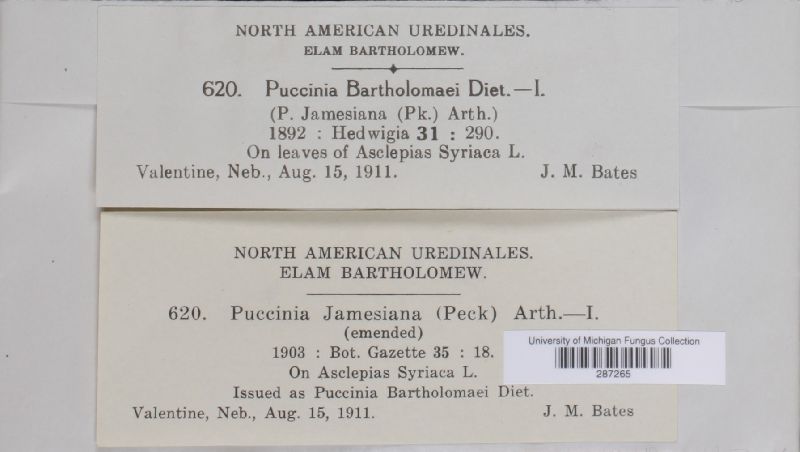 NORTH AMERICAN UREDINALES.
ELAM BARTHOLOMEW.
620. Puccinia Bartholomaei Diet.—I.
(P. Jamesiana (Pk.) Arth.)
1892 : Hedwigia 31 : 290.
On leaves of Asclepias Syriaca L.
Valentine, Neb., Aug. 15, 1911. J. M. Bates
NORTH AMERICAN UREDINALES.
ELAM BARTHOLOMEW.
620. Puccinia Jamesiana (Peck) Arth.—I.
(emended)
1903 : Bot. Gazette 35 : 18.
On Asclepias Syriaca L.
Issued as Puccinia Bartholomaei Diet.
Valentine, Neb., Aug. 15, 1911. J. M. Bates
University of Michigan Fungus Collection
287265